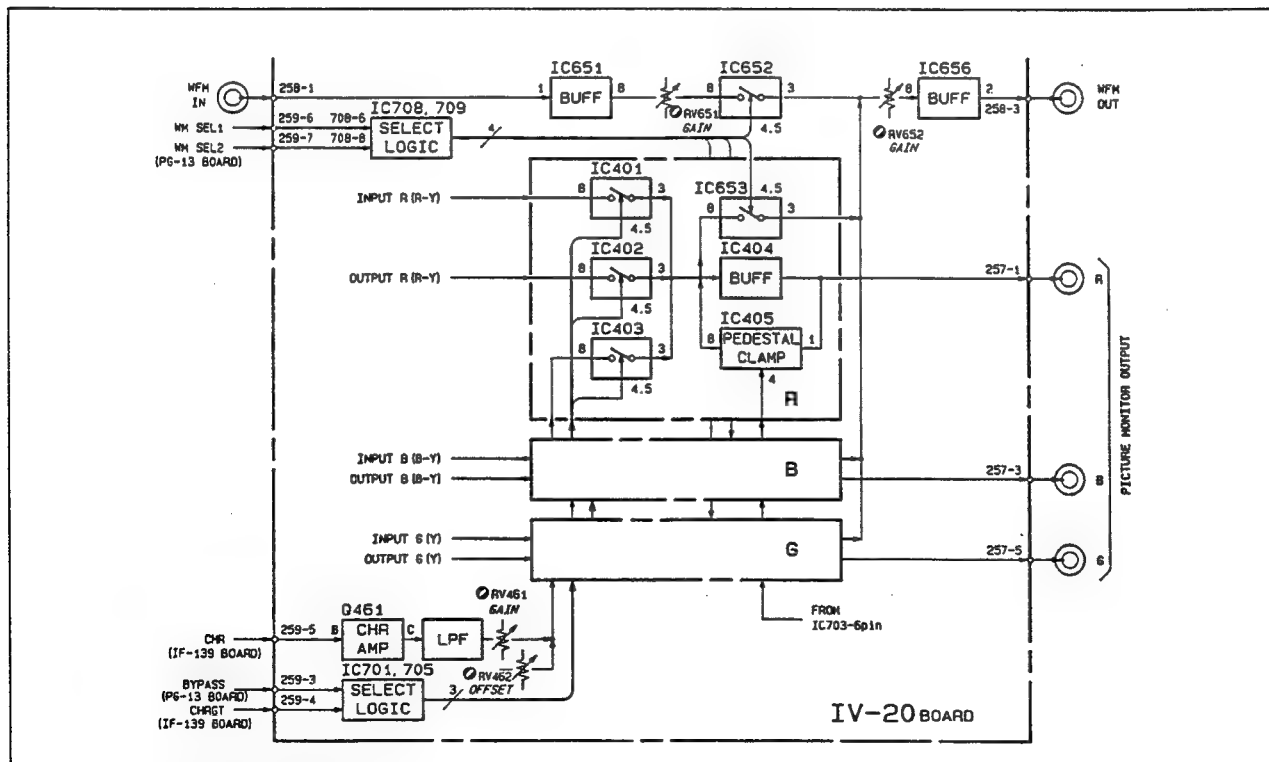 WFM IN
258-1
IC651
1 BUFF 8
RV651 GAIN
IC652
8 3
4.5
IC656
8 BUFF 2
258-3
WFM OUT
RV652 GAIN
WM SEL1
259-6 708-6
WM SEL2
259-7 708-8
(PG-13 BOARD)
IC708, 709
SELECT LOGIC
4
IC401
8 3
4.5
IC653
4.5
8 3
INPUT R (R-Y)
IC402
8 3
4.5
IC404
BUFF
OUTPUT R (R-Y)
257-1
R
IC403
8 3
4.5
IC405
8 PEDESTAL CLAMP 1
4
R
PICTURE MONITOR OUTPUT
INPUT B (B-Y)
OUTPUT B (B-Y)
B
257-3
B
INPUT G (Y)
OUTPUT G (Y)
G
257-5
G
FROM IC703-6pin
RV461 GAIN
Q461
CHR (IF-139 BOARD)
259-5
B CHR AMP C
LPF
RV462 OFFSET
IC701, 705
BYPASS (PG-13 BOARD)
259-3
CHRGT (IF-139 BOARD)
259-4
SELECT LOGIC
3
IV-20 BOARD